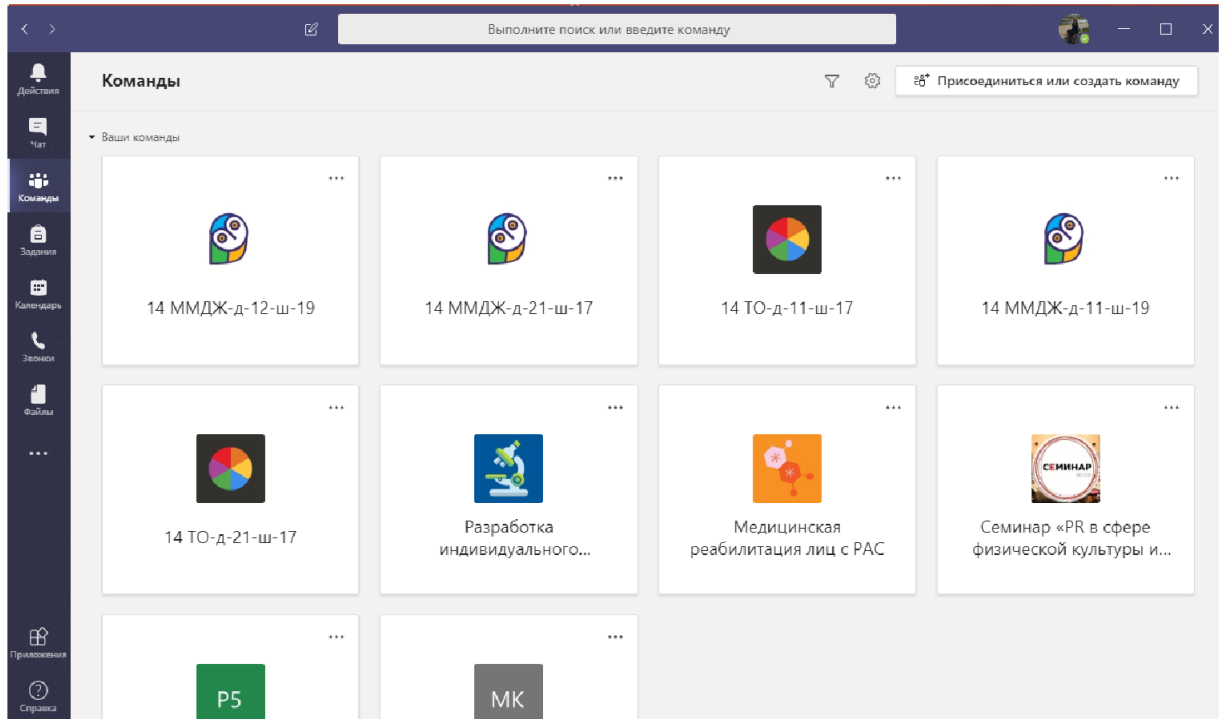 Выполните поиск или введите команду
Действия
Чат
Команды
Задания
Календарь
Звонки
Файлы
Приложения
Справка
Команды
Присоединиться или создать команду
Ваши команды
14 ММДЖ-д-12-ш-19
14 ММДЖ-д-21-ш-17
14 ТО-д-11-ш-17
14 ММДЖ-д-11-ш-19
14 ТО-д-21-ш-17
Разработка
индивидуального...
Медицинская
реабилитация лиц с РАС
СЕМИНАР
Семинар «PR в сфере
физической культуры и...
Р5
МК